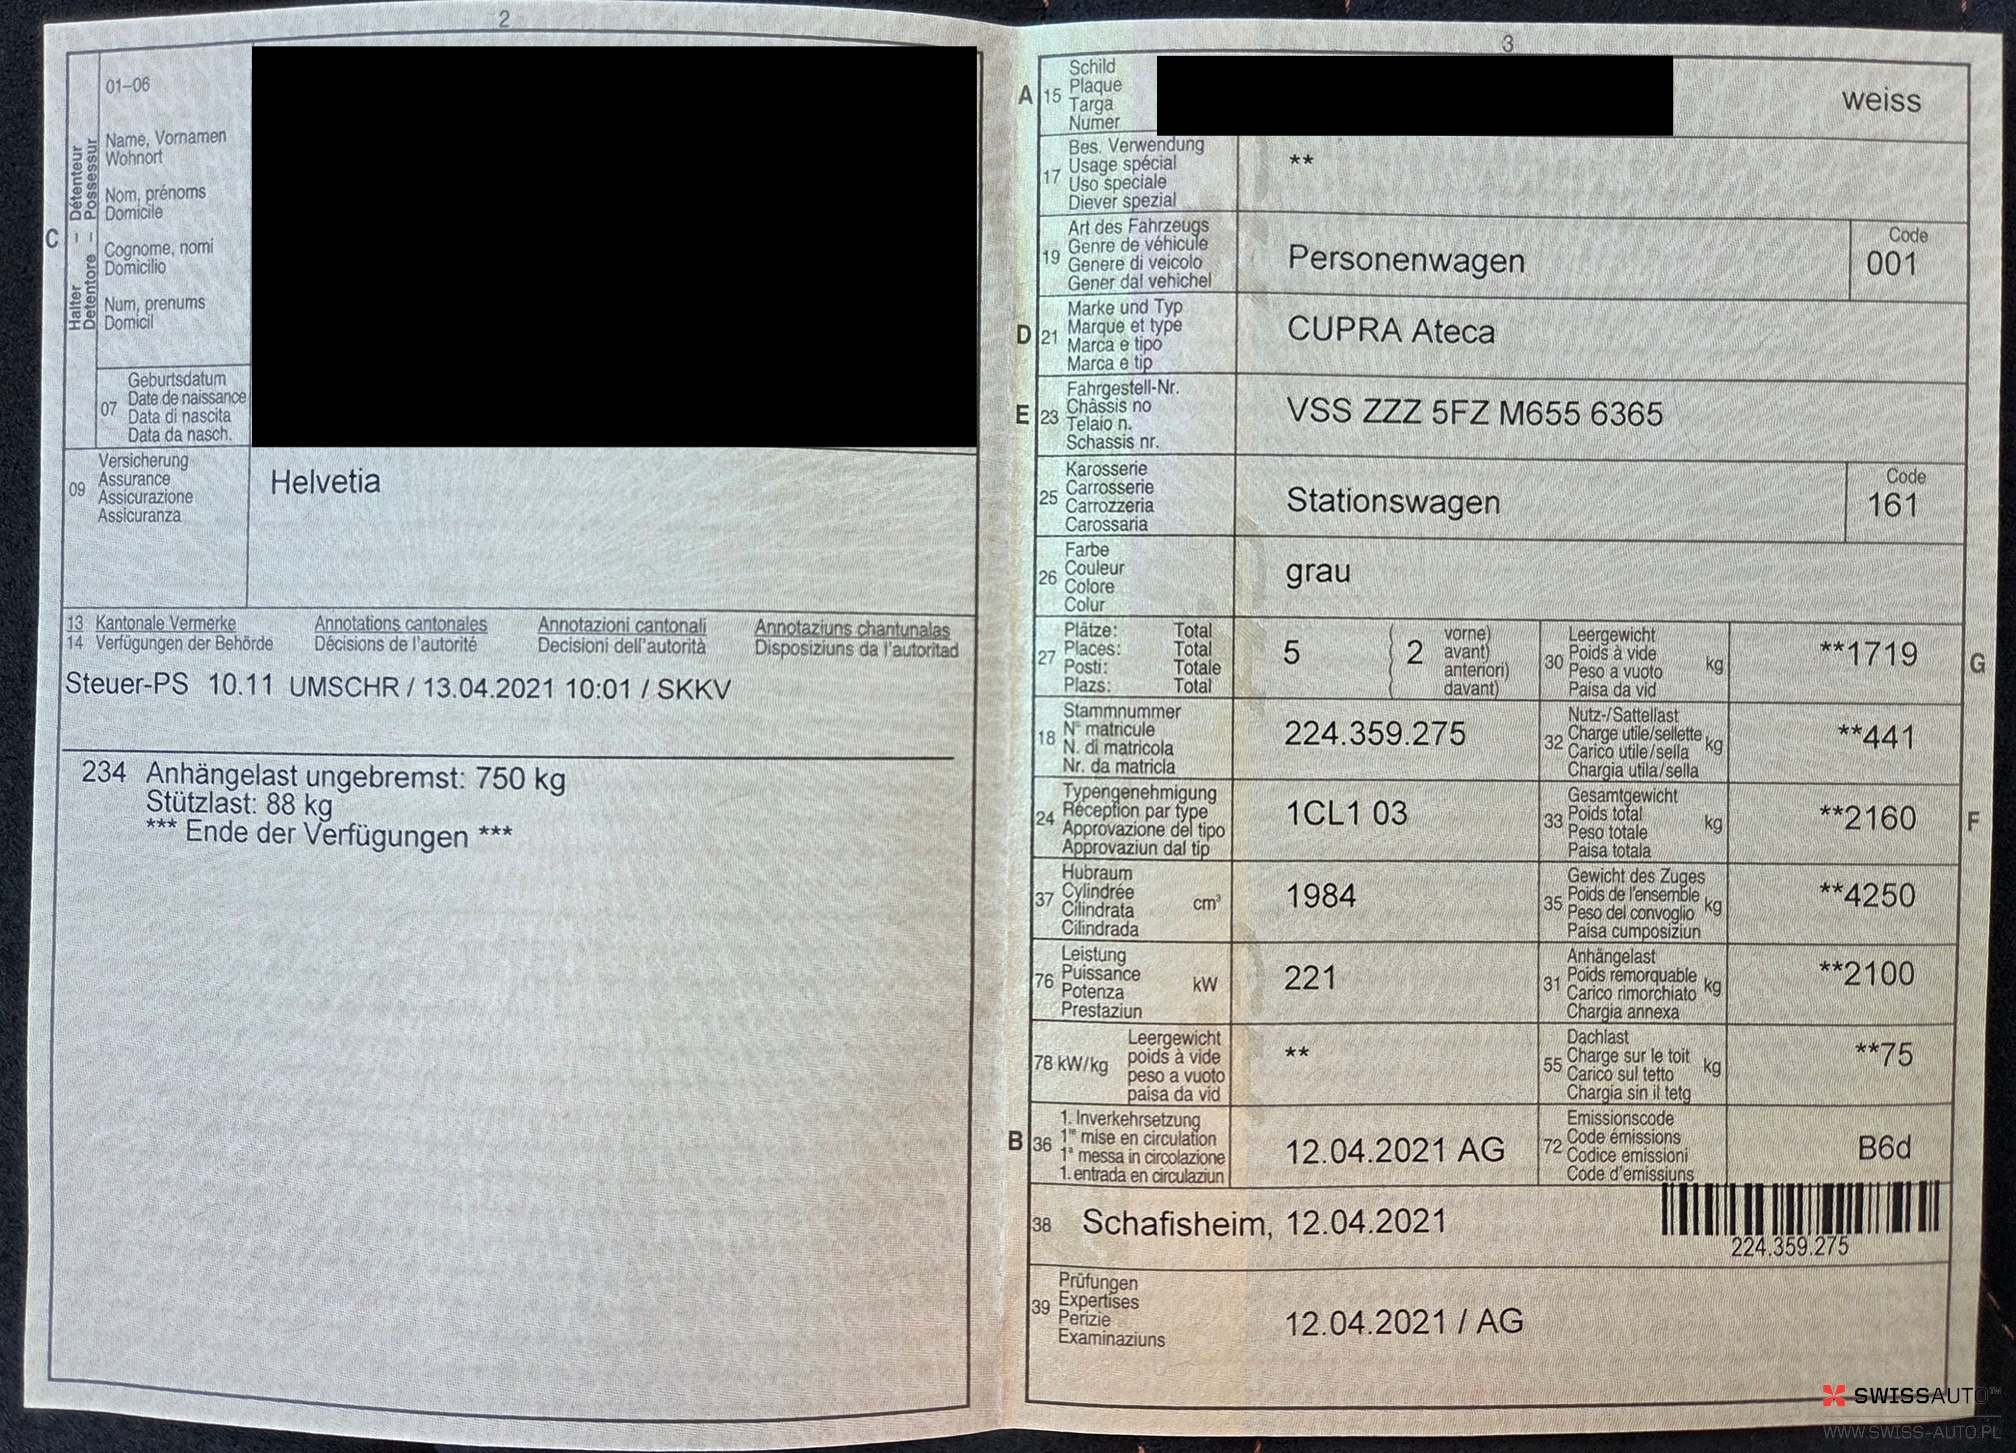 2
01–06
Name, Vornamen
Wohnort
Nom, prénoms
Domicile
Cognome, nomi
Domicilio
Num, prenums
Domicil
C
Halter – Détenteur
Detentore – Possessur
07
Geburtsdatum
Date de naissance
Data di nascita
Data da nasch.
09
Versicherung
Assurance
Assicurazione
Assicuranza
Helvetia
13 Kantonale Vermerke Annotations cantonales Annotazioni cantonali Annotaziuns chantunalas
14 Verfügungen der Behörde Décisions de l'autorité Decisioni dell'autorità Disposiziuns da l'autoritad
Steuer-PS 10.11 UMSCHR / 13.04.2021 10:01 / SKKV
234 Anhängelast ungebremst: 750 kg
Stützlast: 88 kg
*** Ende der Verfügungen ***
3
A 15
Schild
Plaque
Targa
Numer
weiss
17
Bes. Verwendung
Usage spécial
Uso speciale
Diever spezial
**
19
Art des Fahrzeugs
Genre de véhicule
Genere di veicolo
Gener dal vehichel
Personenwagen
Code
001
D 21
Marke und Typ
Marque et type
Marca e tipo
Marca e tip
CUPRA Ateca
E 23
Fahrgestell-Nr.
Châssis no
Telaio n.
Schassis nr.
VSS ZZZ 5FZ M655 6365
25
Karosserie
Carrosserie
Carrozzeria
Carossaria
Stationswagen
Code
161
26
Farbe
Couleur
Colore
Colur
grau
27
Plätze: Total
Places: Total
Posti: Totale
Plazs: Total
5
2
vorne)
avant)
anteriori)
davant)
30
Leergewicht
Poids à vide
Peso a vuoto
Paisa da vid
kg
**1719
G
18
Stammnummer
N° matricule
N. di matricola
Nr. da matricla
224.359.275
32
Nutz-/Sattellast
Charge utile/sellette
Carico utile/sella
Chargia utila/sella
kg
**441
24
Typengenehmigung
Réception par type
Approvazione del tipo
Approvaziun dal tip
1CL1 03
33
Gesamtgewicht
Poids total
Peso totale
Paisa totala
kg
**2160
F
37
Hubraum
Cylindrée
Cilindrata
Cilindrada
cm³
1984
35
Gewicht des Zuges
Poids de l'ensemble
Peso del convoglio
Paisa cumposiziun
kg
**4250
76
Leistung
Puissance
Potenza
Prestaziun
kW
221
31
Anhängelast
Poids remorquable
Carico rimorchiato
Chargia annexa
kg
**2100
78 kW/kg
Leergewicht
poids à vide
peso a vuoto
paisa da vid
**
55
Dachlast
Charge sur le toit
Carico sul tetto
Chargia sin il tetg
kg
**75
B 36
1. Inverkehrsetzung
1re mise en circulation
1a messa in circolazione
1. entrada en circulaziun
12.04.2021 AG
72
Emissionscode
Code émissions
Codice emissioni
Code d'emissiuns
B6d
38 Schafisheim, 12.04.2021
224.359.275
39
Prüfungen
Expertises
Perizie
Examinaziuns
12.04.2021 / AG
SWISSAUTO™
WWW.SWISS-AUTO.PL